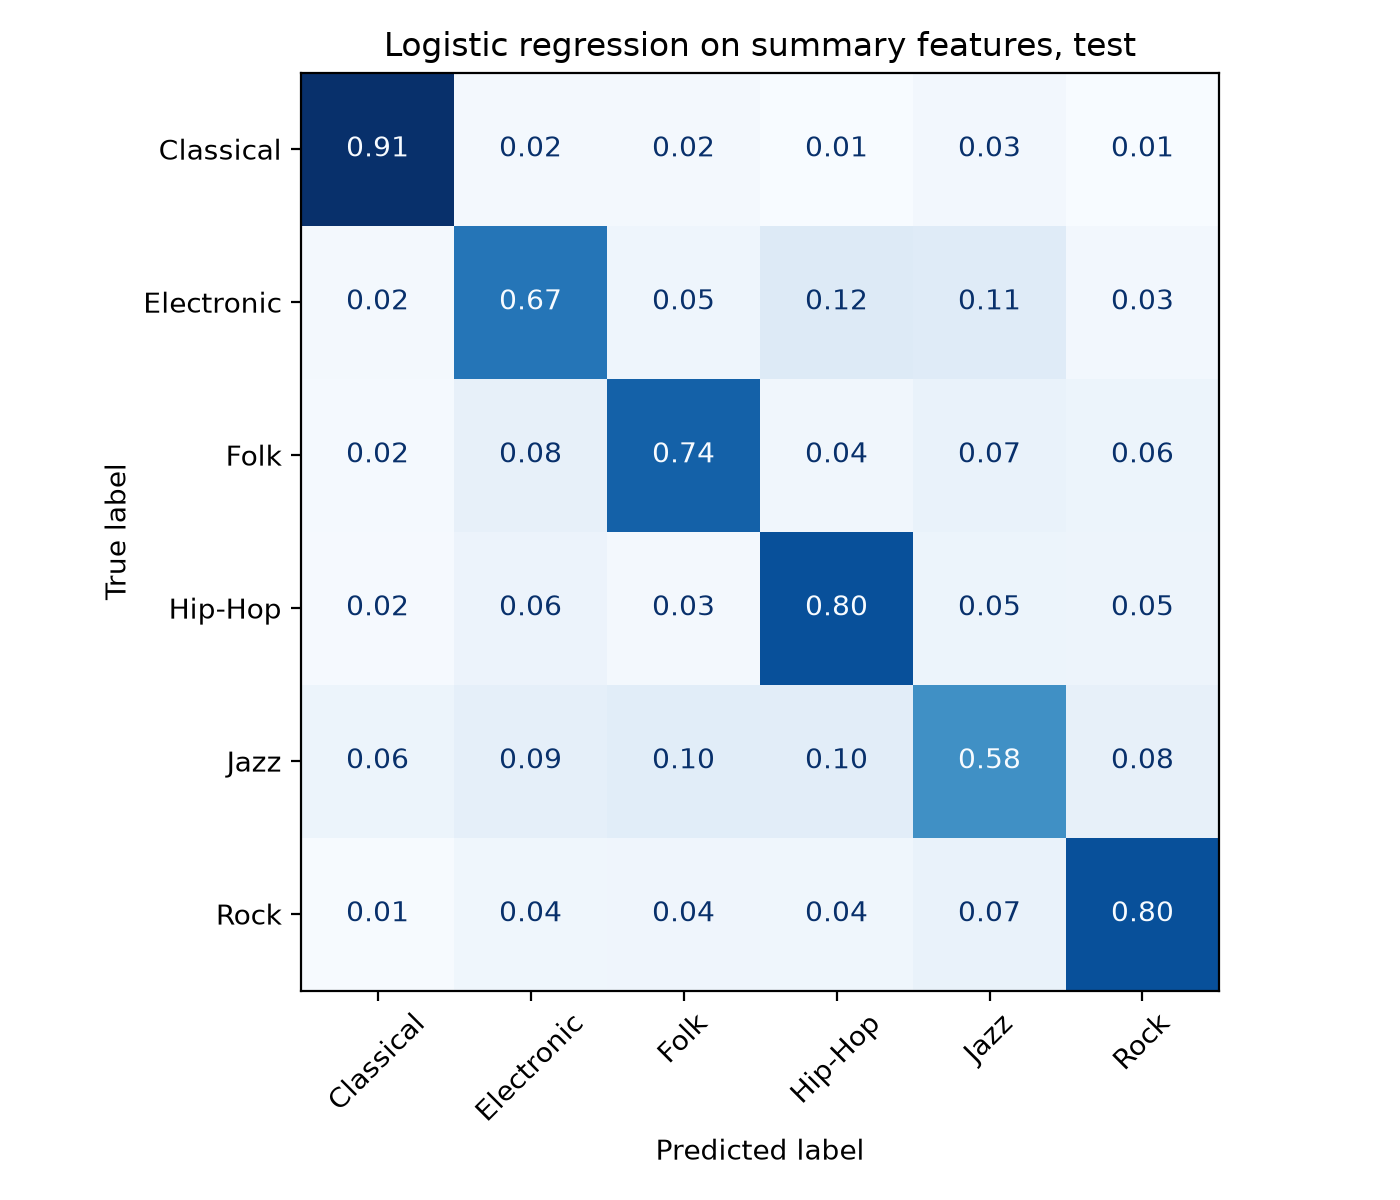 Logistic regression on summary features, test
Classical 0.91 0.02 0.02 0.01 0.03 0.01
Electronic 0.02 0.67 0.05 0.12 0.11 0.03
Folk 0.02 0.08 0.74 0.04 0.07 0.06
Hip-Hop 0.02 0.06 0.03 0.80 0.05 0.05
Jazz 0.06 0.09 0.10 0.10 0.58 0.08
Rock 0.01 0.04 0.04 0.04 0.07 0.80
True label
Classical Electronic Folk Hip-Hop Jazz Rock
Predicted label